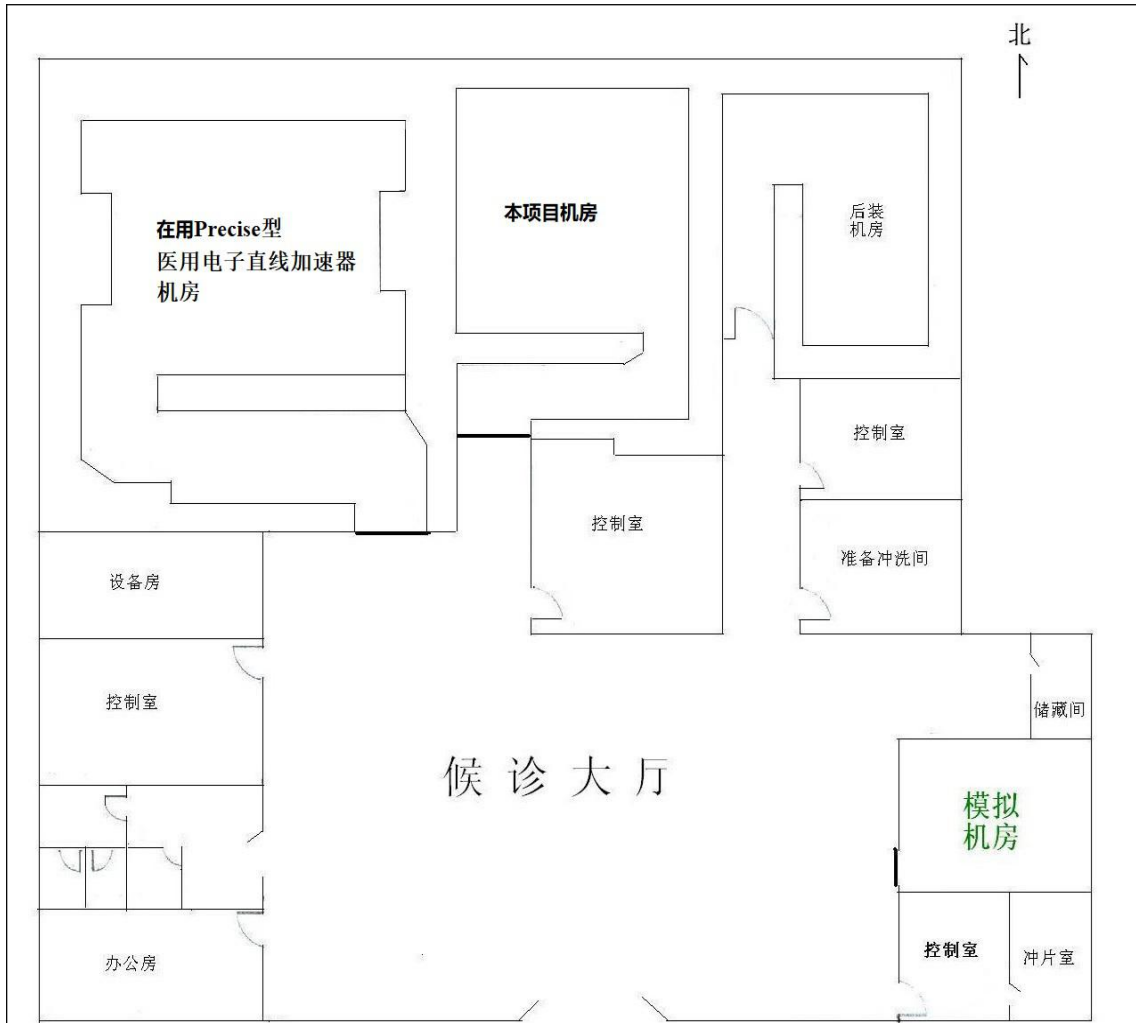 北
在用Precise型
医用电子直线加速器
机房
本项目机房
后装
机房
控制室
控制室
准备冲洗间
设备房
控制室
储藏间
候诊大厅
模拟
机房
办公房
控制室
冲片室